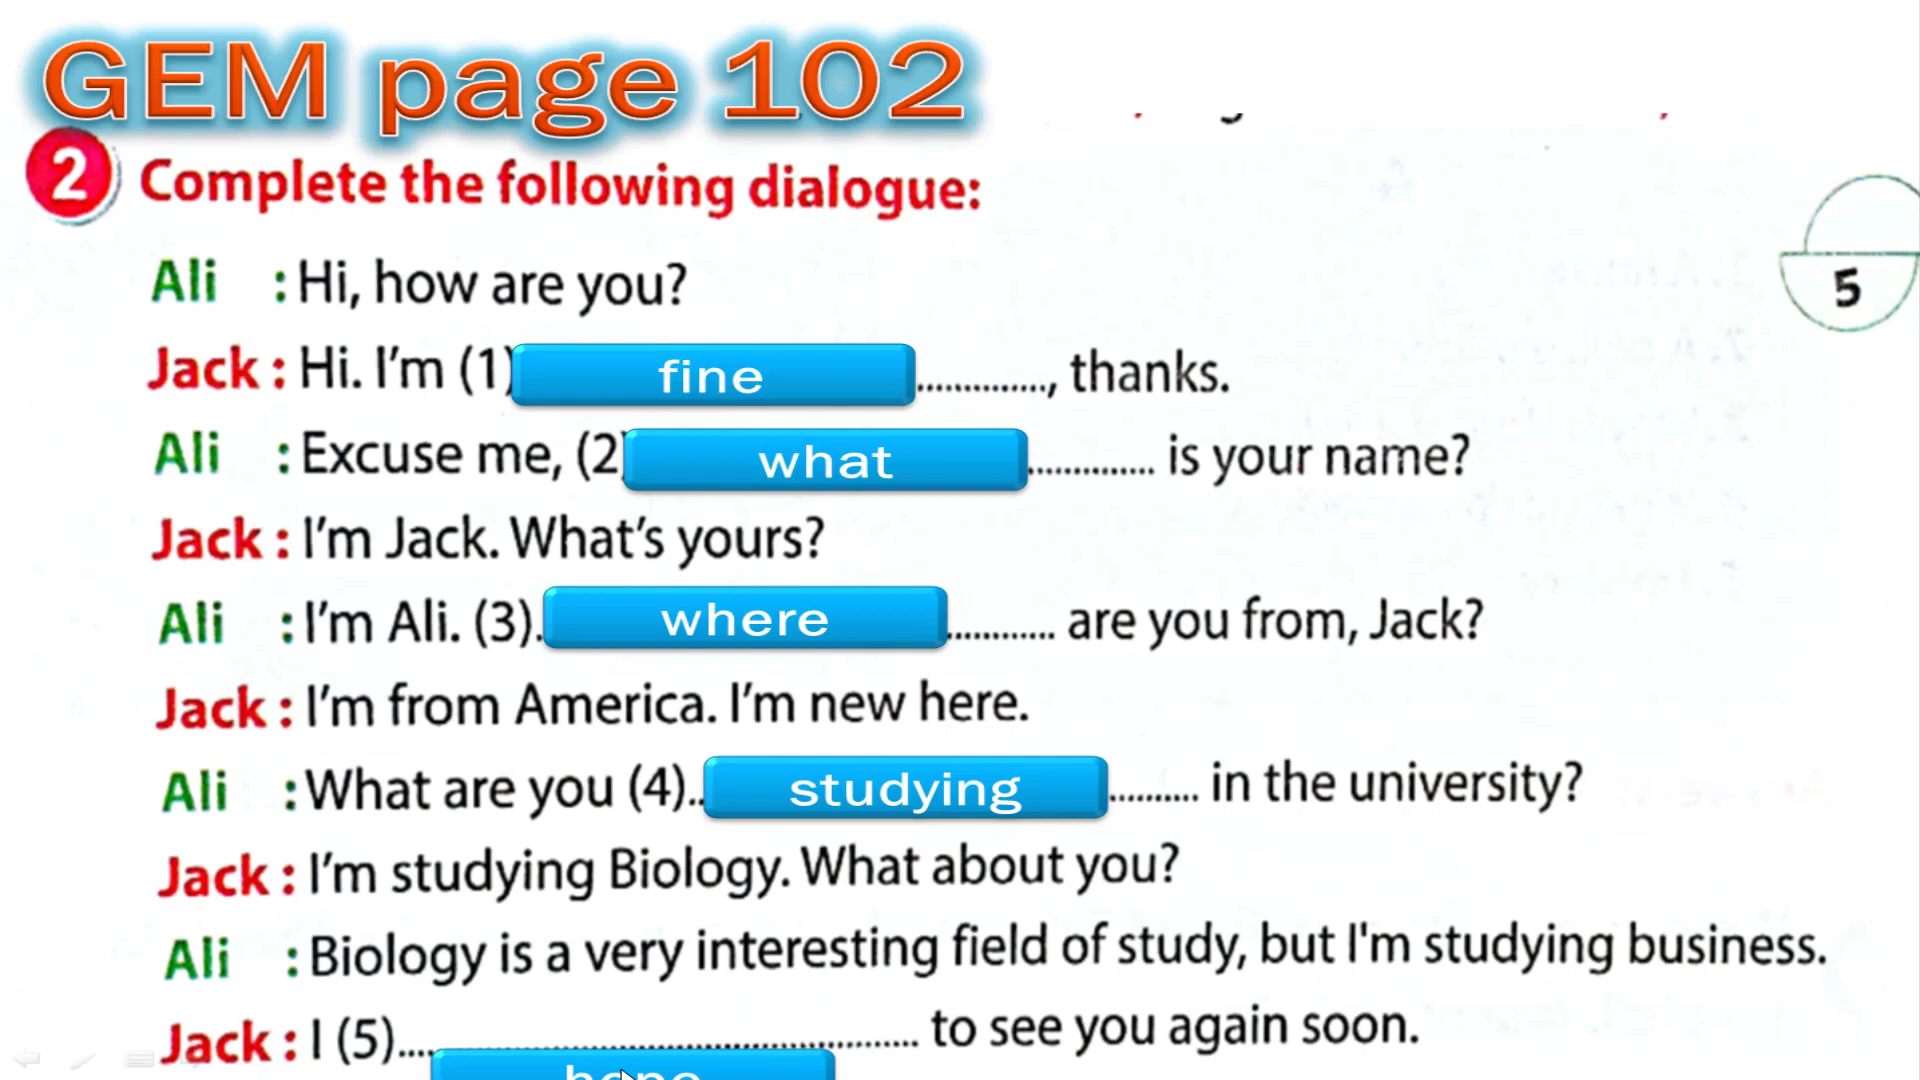 GEM page 102
2 Complete the following dialogue:
5
Ali : Hi, how are you?
Jack : Hi. I'm (1) fine ............., thanks.
Ali : Excuse me, (2) what ............. is your name?
Jack : I'm Jack. What's yours?
Ali : I'm Ali. (3). where ............ are you from, Jack?
Jack : I'm from America. I'm new here.
Ali : What are you (4).. studying .......... in the university?
Jack : I'm studying Biology. What about you?
Ali : Biology is a very interesting field of study, but I'm studying business.
Jack : I (5).................................................. to see you again soon.
hope